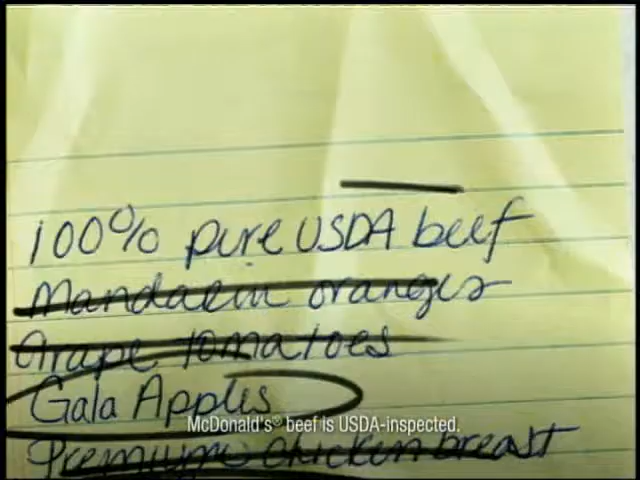 100% pure USDA beef
Mandarin oranges
Grape tomatoes
Gala Apples
McDonald's® beef is USDA-inspected.
Premium chicken breast